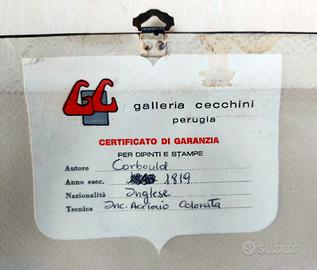 GC galleria cecchini
perugia
CERTIFICATO DI GARANZIA
PER DIPINTI E STAMPE
Autore Corbould
Anno esec. 1819
Nazionalità Inglese
Tecnica Inc. Acciaio Colorata
subito